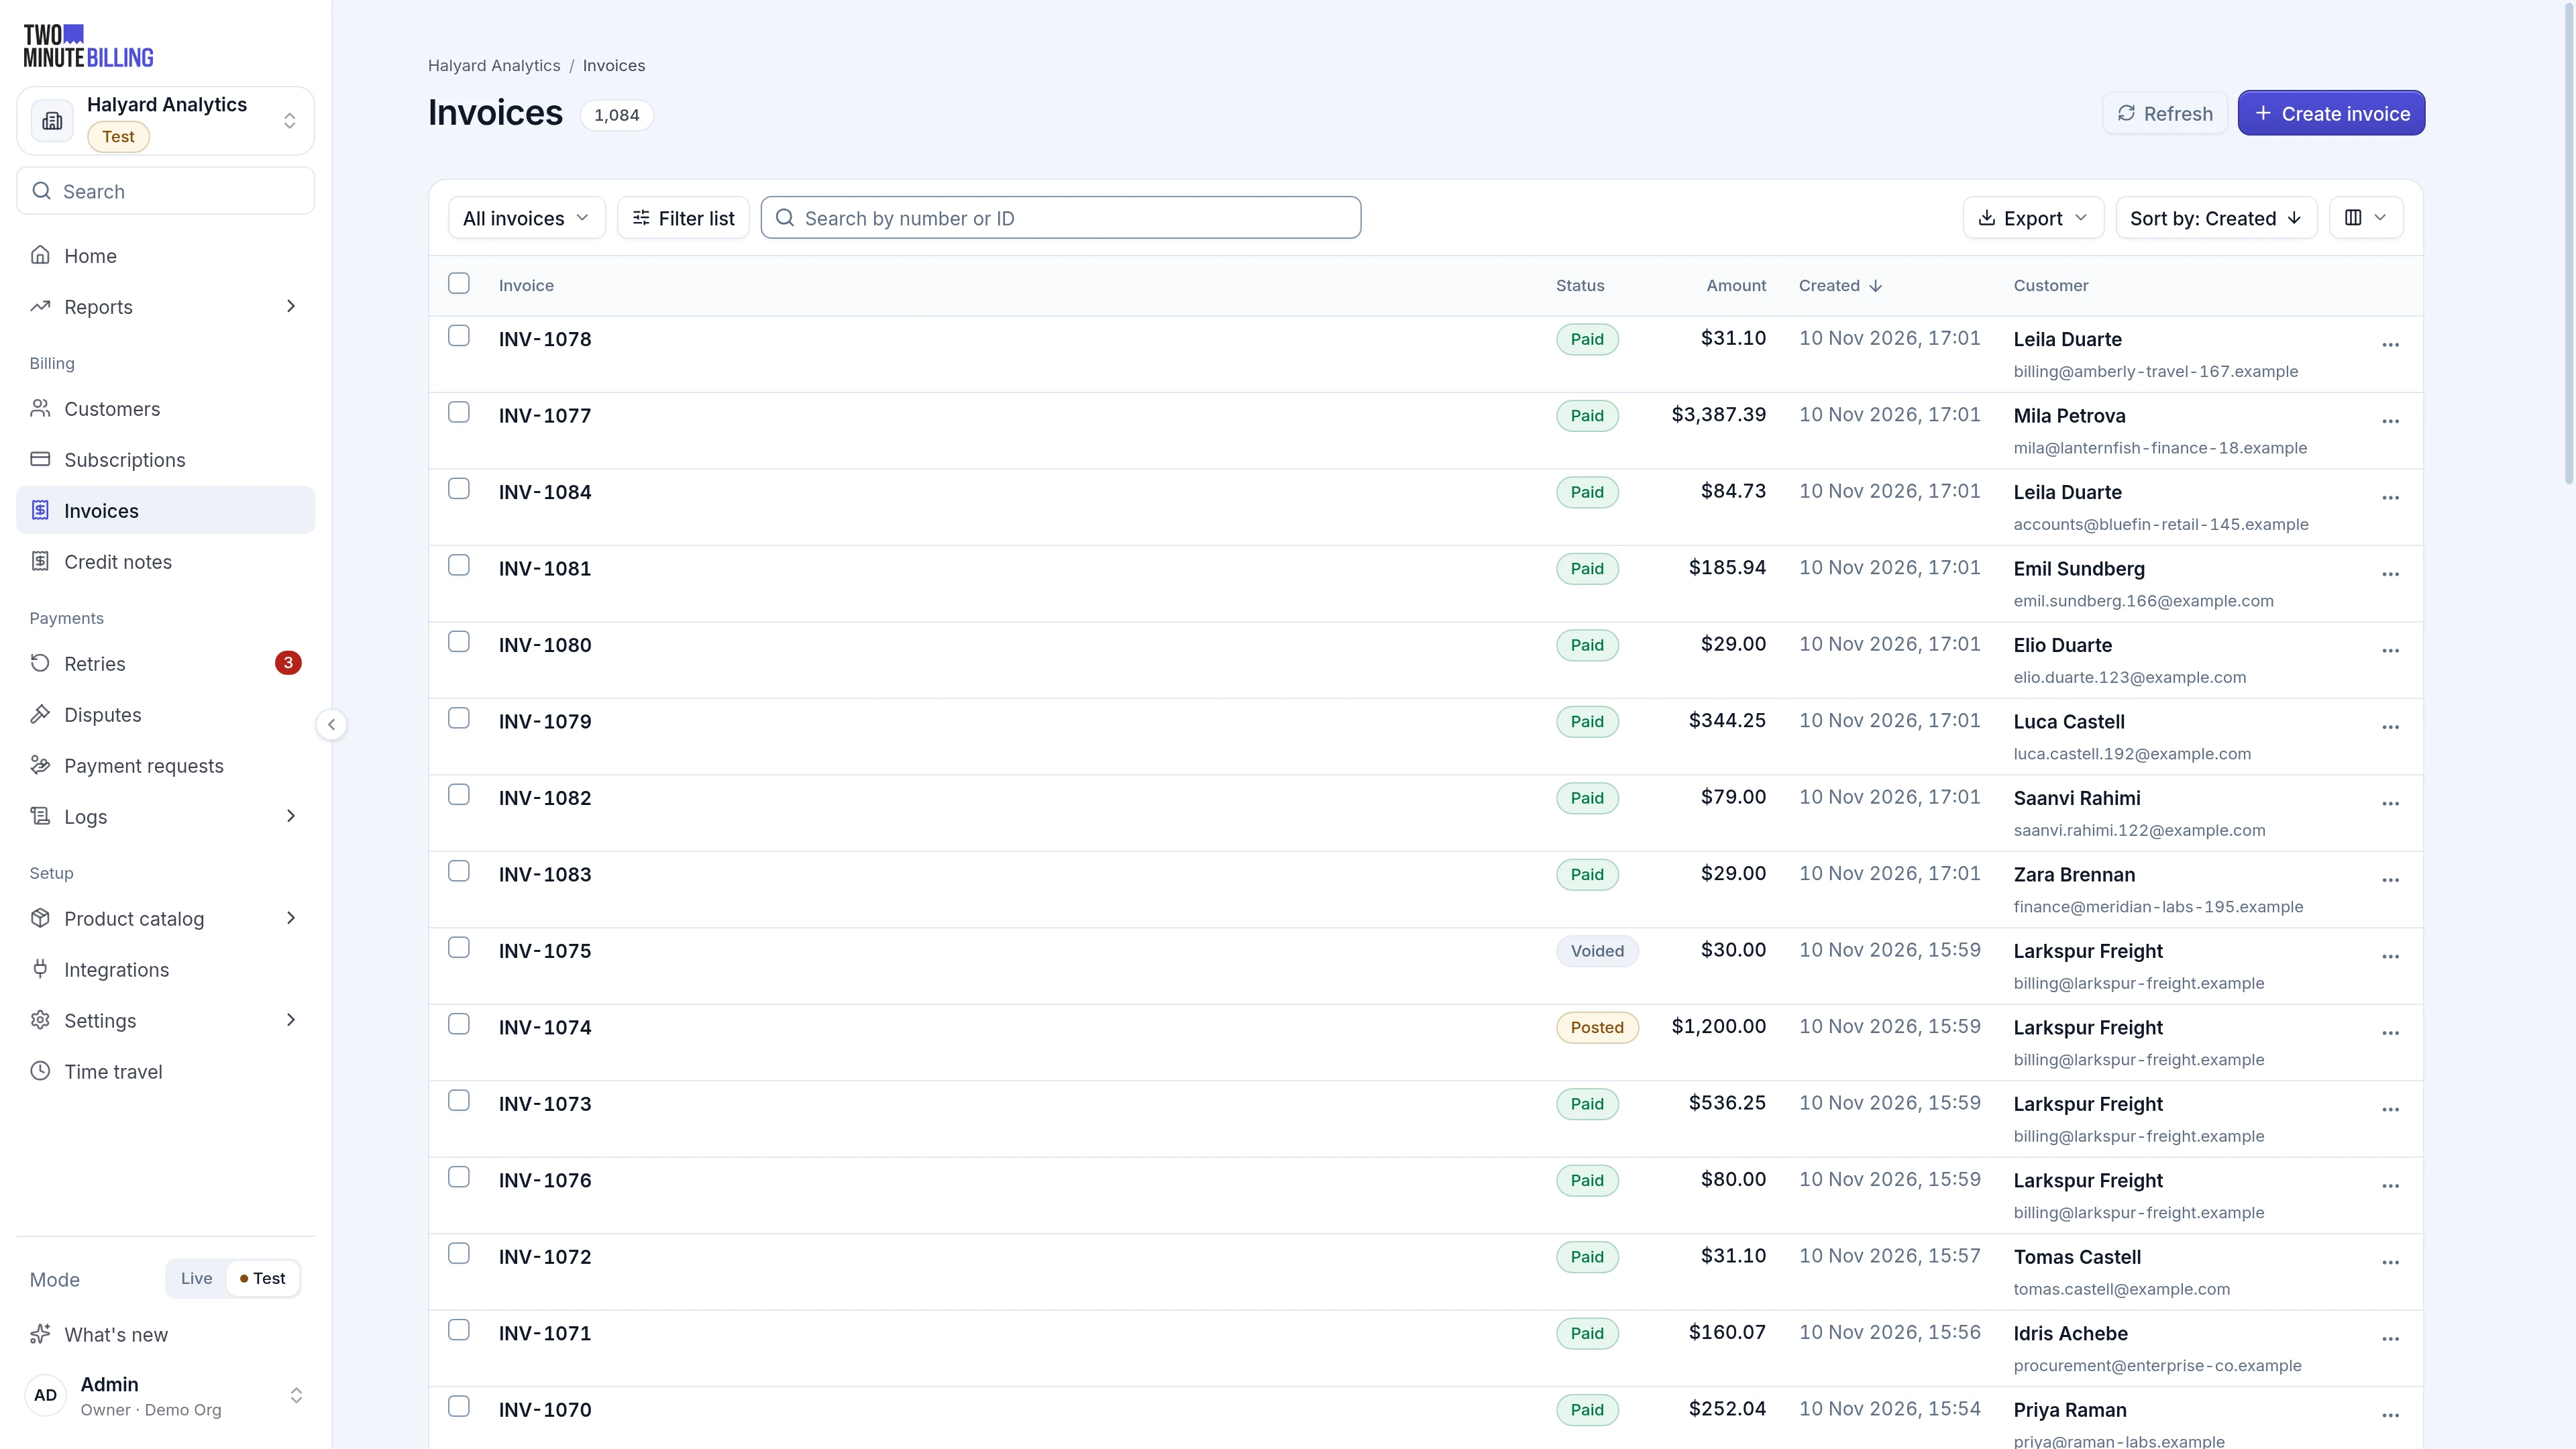 TWO
MINUTE BILLING
Halyard Analytics
Test
Search
Home
Reports
Billing
Customers
Subscriptions
Invoices
Credit notes
Payments
Retries 3
Disputes
Payment requests
Logs
Setup
Product catalog
Integrations
Settings
Time travel
Mode Live Test
What's new
AD Admin
Owner · Demo Org
Halyard Analytics / Invoices
Invoices 1,084
Refresh
Create invoice
All invoices
Filter list
Search by number or ID
Export
Sort by: Created
Invoice Status Amount Created Customer
INV-1078 Paid $31.10 10 Nov 2026, 17:01 Leila Duarte
billing@amberly-travel-167.example
INV-1077 Paid $3,387.39 10 Nov 2026, 17:01 Mila Petrova
mila@lanternfish-finance-18.example
INV-1084 Paid $84.73 10 Nov 2026, 17:01 Leila Duarte
accounts@bluefin-retail-145.example
INV-1081 Paid $185.94 10 Nov 2026, 17:01 Emil Sundberg
emil.sundberg.166@example.com
INV-1080 Paid $29.00 10 Nov 2026, 17:01 Elio Duarte
elio.duarte.123@example.com
INV-1079 Paid $344.25 10 Nov 2026, 17:01 Luca Castell
luca.castell.192@example.com
INV-1082 Paid $79.00 10 Nov 2026, 17:01 Saanvi Rahimi
saanvi.rahimi.122@example.com
INV-1083 Paid $29.00 10 Nov 2026, 17:01 Zara Brennan
finance@meridian-labs-195.example
INV-1075 Voided $30.00 10 Nov 2026, 15:59 Larkspur Freight
billing@larkspur-freight.example
INV-1074 Posted $1,200.00 10 Nov 2026, 15:59 Larkspur Freight
billing@larkspur-freight.example
INV-1073 Paid $536.25 10 Nov 2026, 15:59 Larkspur Freight
billing@larkspur-freight.example
INV-1076 Paid $80.00 10 Nov 2026, 15:59 Larkspur Freight
billing@larkspur-freight.example
INV-1072 Paid $31.10 10 Nov 2026, 15:57 Tomas Castell
tomas.castell@example.com
INV-1071 Paid $160.07 10 Nov 2026, 15:56 Idris Achebe
procurement@enterprise-co.example
INV-1070 Paid $252.04 10 Nov 2026, 15:54 Priya Raman
priya@raman-labs.example